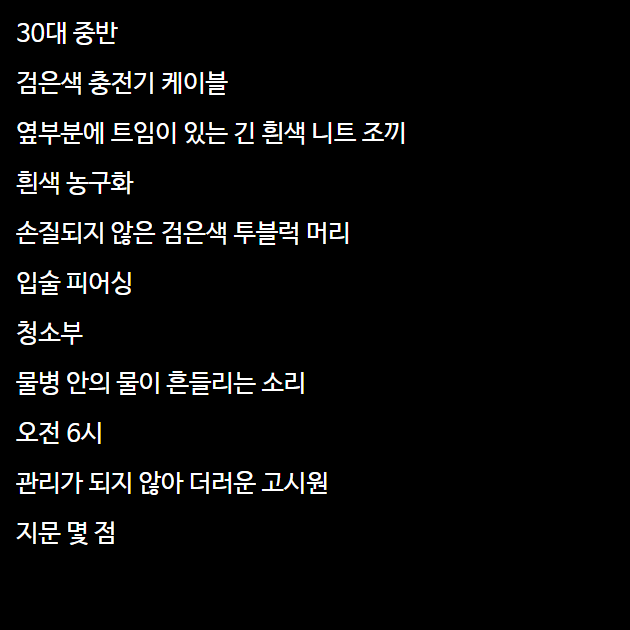 30대 중반
검은색 충전기 케이블
옆부분에 트임이 있는 긴 흰색 니트 조끼
흰색 농구화
손질되지 않은 검은색 투블럭 머리
입술 피어싱
청소부
물병 안의 물이 흔들리는 소리
오전 6시
관리가 되지 않아 더러운 고시원
지문 몇 점